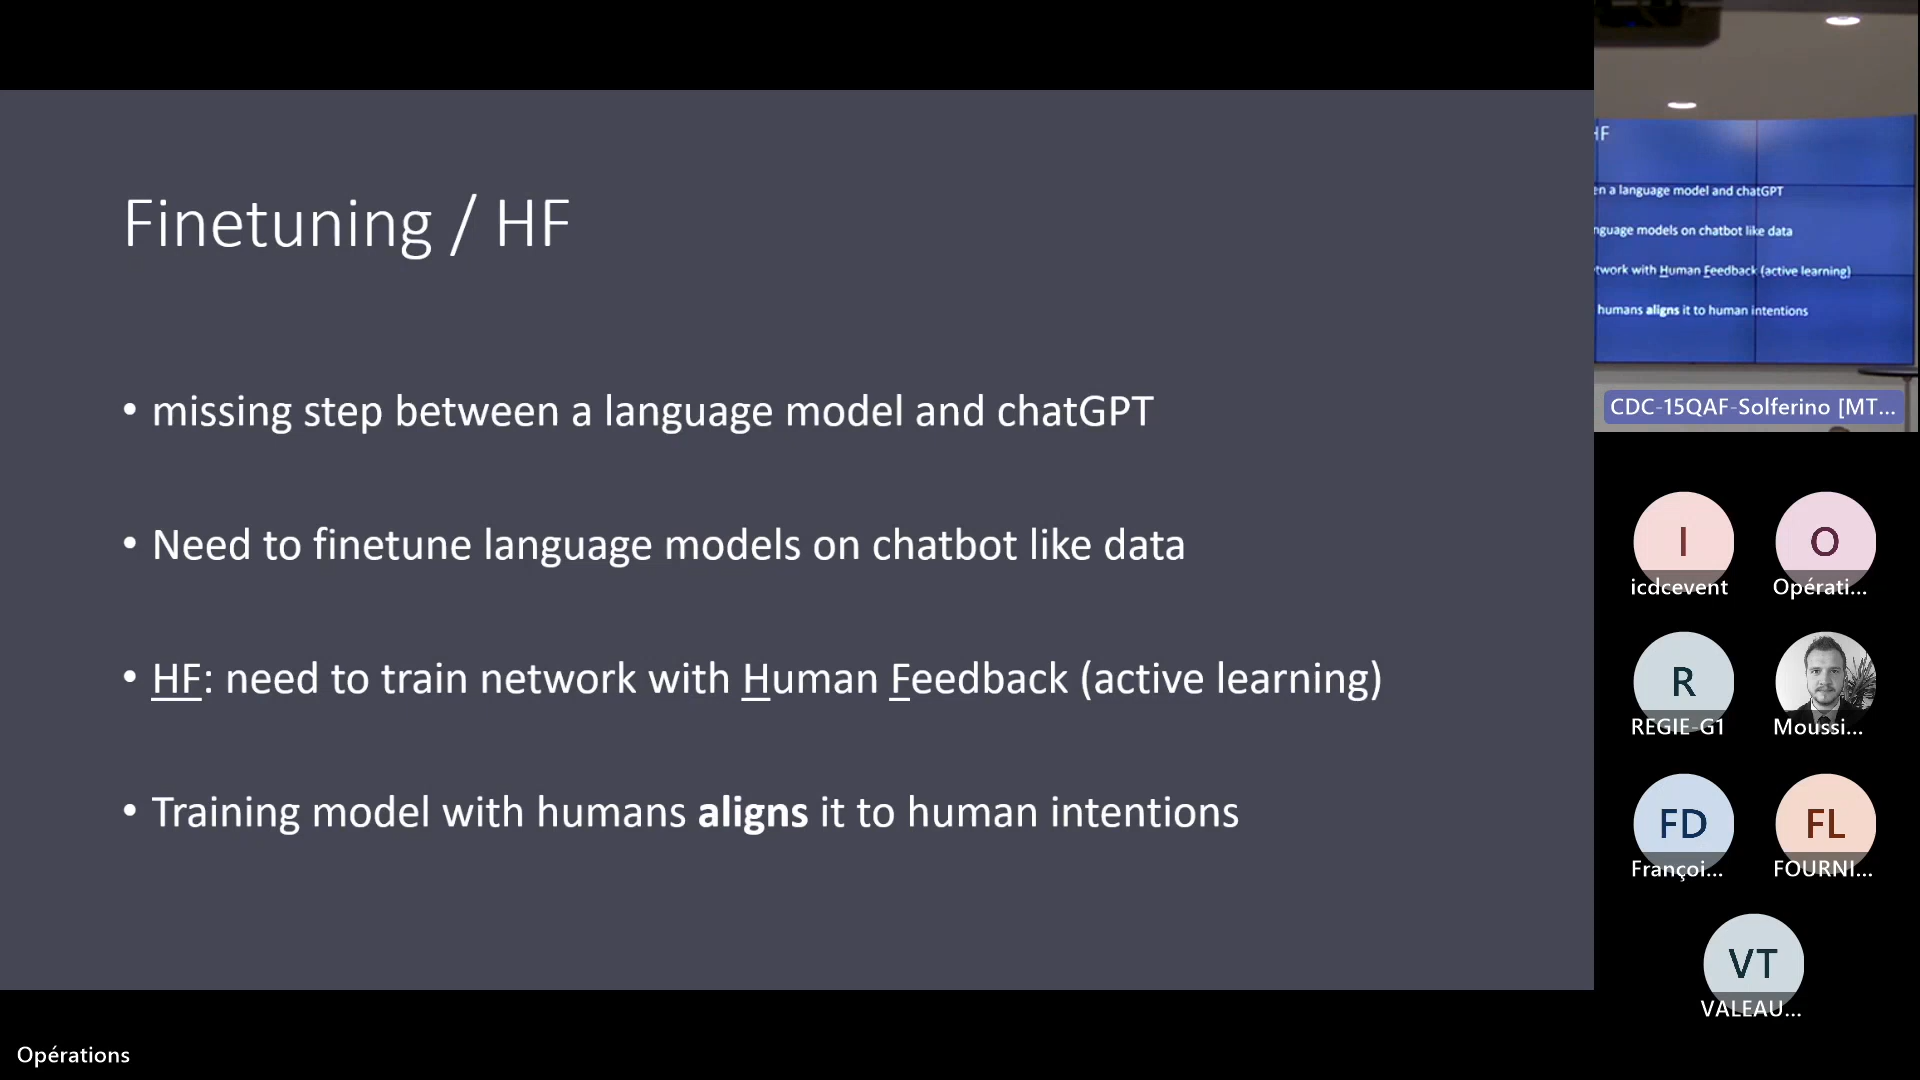 Finetuning / HF
• missing step between a language model and chatGPT
• Need to finetune language models on chatbot like data
• HF: need to train network with Human Feedback (active learning)
• Training model with humans aligns it to human intentions
HF
en a language model and chatGPT
nguage models on chatbot like data
twork with Human Feedback (active learning)
humans aligns it to human intentions
CDC-15QAF-Solferino [MT...
I
icdcevent
O
Opérati...
R
REGIE-G1
Moussi...
FD
Françoi...
FL
FOURNI...
VT
VALEAU...
Opérations